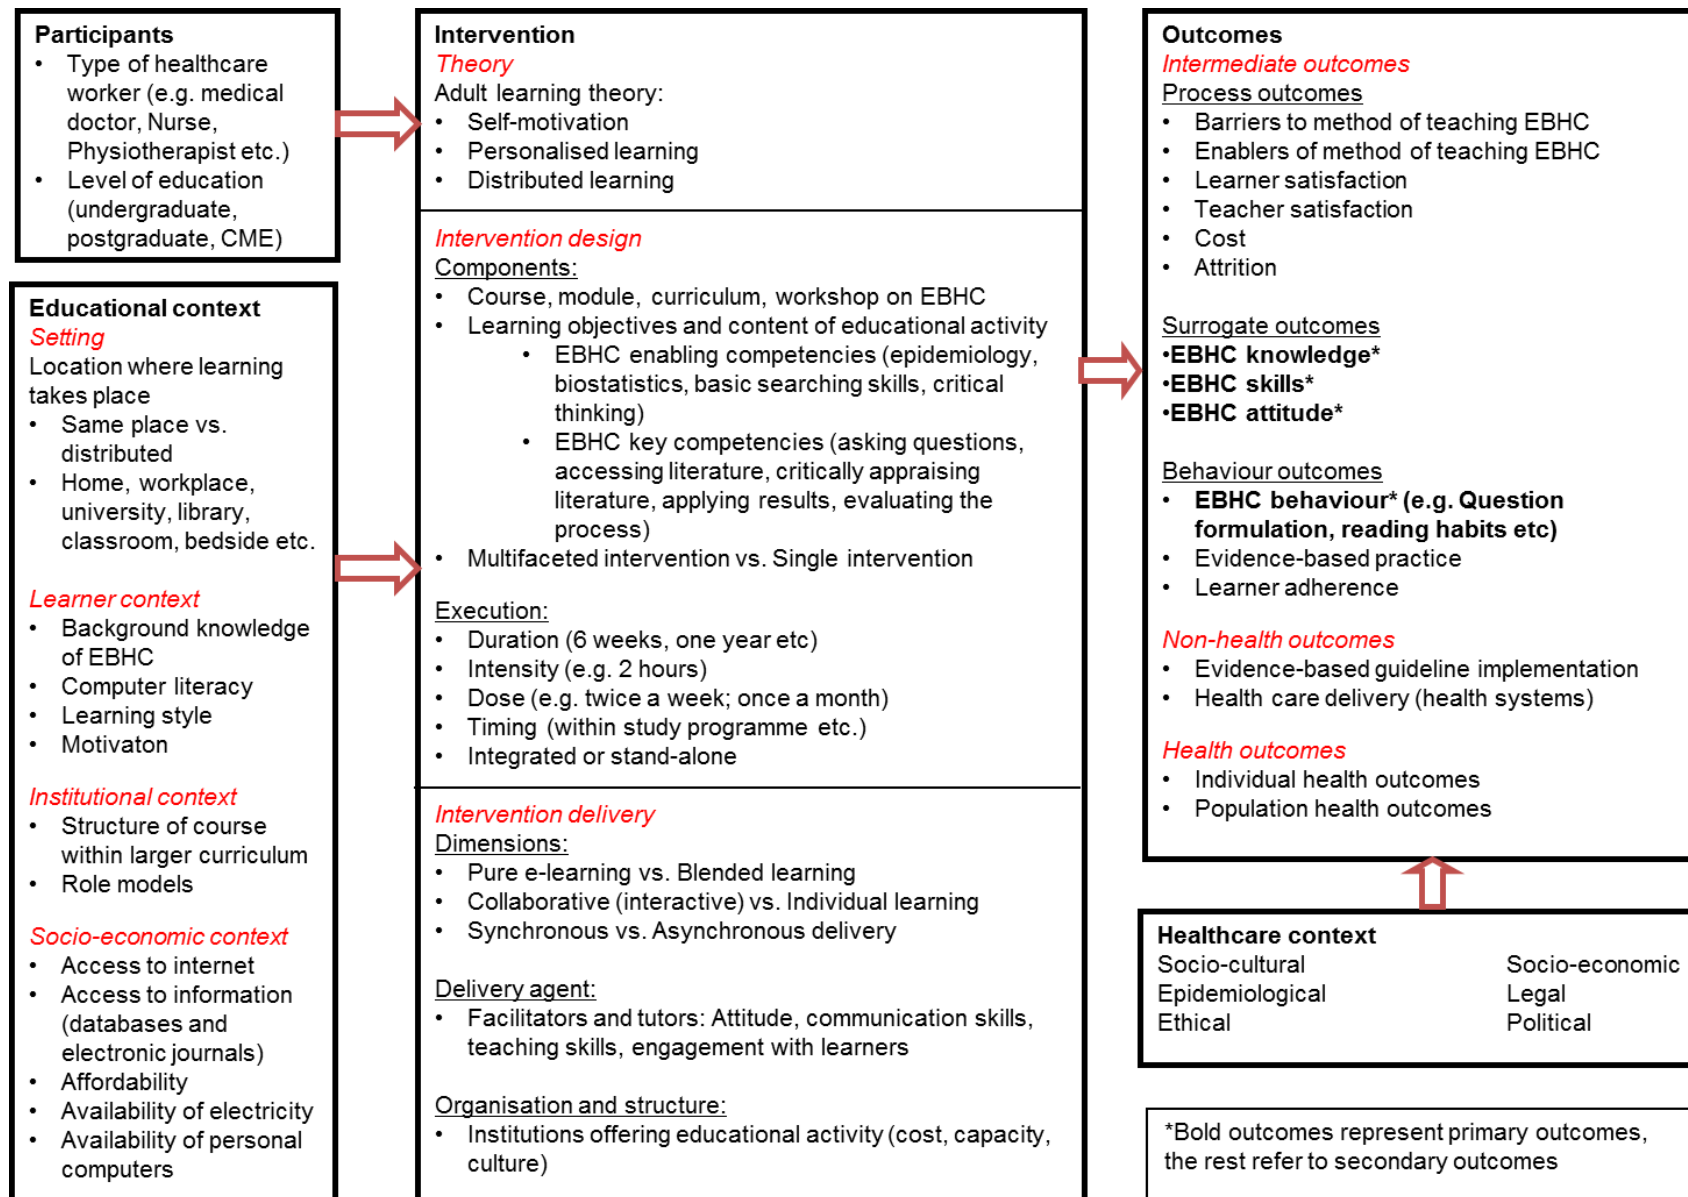 Participants
• Type of healthcare
worker (e.g. medical
doctor, Nurse,
Physiotherapist etc.)
• Level of education
(undergraduate,
postgraduate, CME)
Educational context
Setting
Location where learning
takes place
• Same place vs.
distributed
• Home, workplace,
university, library,
classroom, bedside etc.
Learner context
• Background knowledge
of EBHC
• Computer literacy
• Learning style
• Motivaton
Institutional context
• Structure of course
within larger curriculum
• Role models
Socio-economic context
• Access to internet
• Access to information
(databases and
electronic journals)
• Affordability
• Availability of electricity
• Availability of personal
computers
Intervention
Theory
Adult learning theory:
• Self-motivation
• Personalised learning
• Distributed learning
Intervention design
Components:
• Course, module, curriculum, workshop on EBHC
• Learning objectives and content of educational activity
• EBHC enabling competencies (epidemiology,
biostatistics, basic searching skills, critical
thinking)
• EBHC key competencies (asking questions,
accessing literature, critically appraising
literature, applying results, evaluating the
process)
• Multifaceted intervention vs. Single intervention
Execution:
• Duration (6 weeks, one year etc)
• Intensity (e.g. 2 hours)
• Dose (e.g. twice a week; once a month)
• Timing (within study programme etc.)
• Integrated or stand-alone
Intervention delivery
Dimensions:
• Pure e-learning vs. Blended learning
• Collaborative (interactive) vs. Individual learning
• Synchronous vs. Asynchronous delivery
Delivery agent:
• Facilitators and tutors: Attitude, communication skills,
teaching skills, engagement with learners
Organisation and structure:
• Institutions offering educational activity (cost, capacity,
culture)
Outcomes
Intermediate outcomes
Process outcomes
• Barriers to method of teaching EBHC
• Enablers of method of teaching EBHC
• Learner satisfaction
• Teacher satisfaction
• Cost
• Attrition
Surrogate outcomes
•EBHC knowledge*
•EBHC skills*
•EBHC attitude*
Behaviour outcomes
• EBHC behaviour* (e.g. Question
formulation, reading habits etc)
• Evidence-based practice
• Learner adherence
Non-health outcomes
• Evidence-based guideline implementation
• Health care delivery (health systems)
Health outcomes
• Individual health outcomes
• Population health outcomes
Healthcare context
Socio-cultural Socio-economic
Epidemiological Legal
Ethical Political
*Bold outcomes represent primary outcomes,
the rest refer to secondary outcomes